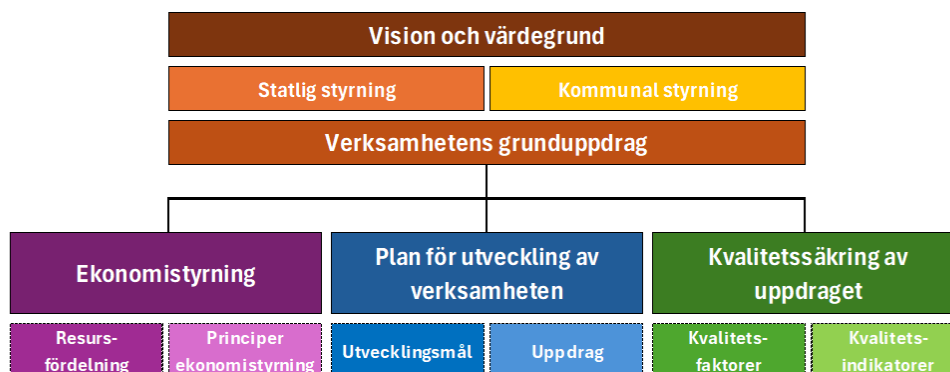 Vision och värdegrund
Statlig styrning
Kommunal styrning
Verksamhetens grunduppdrag
Ekonomistyrning
Plan för utveckling av
verksamheten
Kvalitetssäkring av
uppdraget
Resurs-
fördelning
Principer
ekonomistyrning
Utvecklingsmål
Uppdrag
Kvalitets-
faktorer
Kvalitets-
indikatorer